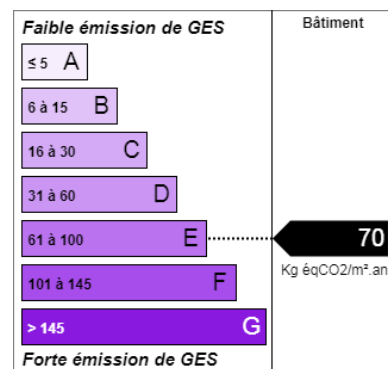 Faible émission de GES
Bâtiment
≤ 5 A
6 à 15 B
16 à 30 C
31 à 60 D
61 à 100 E
70
Kg éqCO2/m².an
101 à 145 F
> 145 G
Forte émission de GES